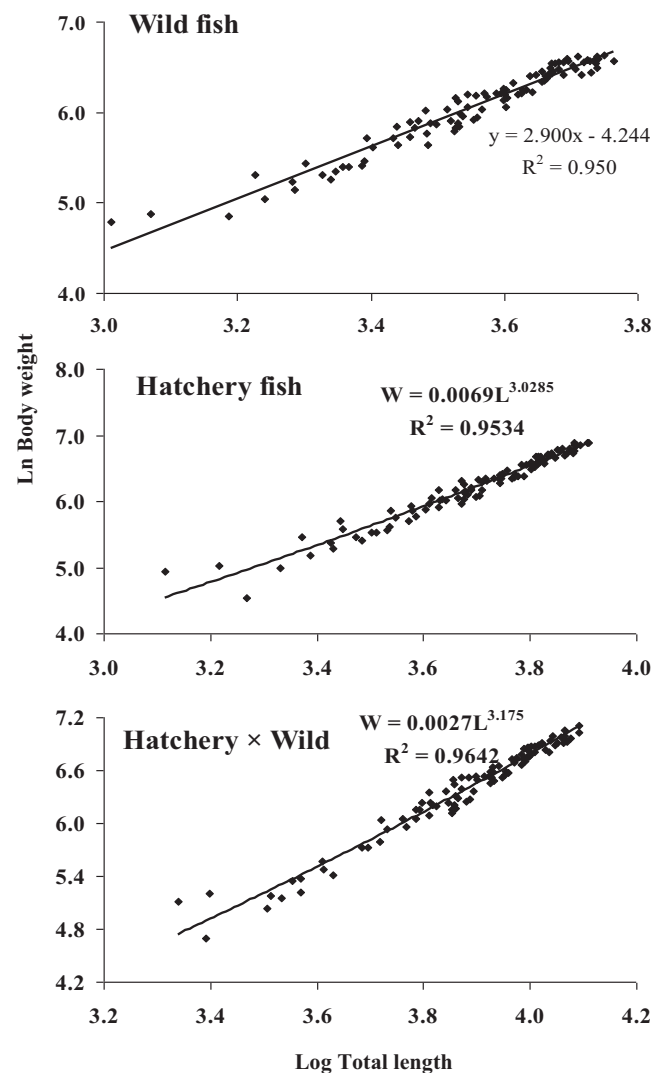 Wild fish
7.0
6.0
5.0
4.0
y = 2.900x - 4.244
R² = 0.950
3.0 3.2 3.4 3.6 3.8
Ln Body weight
Hatchery fish
8.0
7.0
6.0
5.0
4.0
W = 0.0069L^3.0285
R² = 0.9534
3.0 3.2 3.4 3.6 3.8 4.0
Hatchery × Wild
7.2
6.6
6.0
5.4
4.8
4.2
W = 0.0027L^3.175
R² = 0.9642
3.2 3.4 3.6 3.8 4.0 4.2
Log Total length